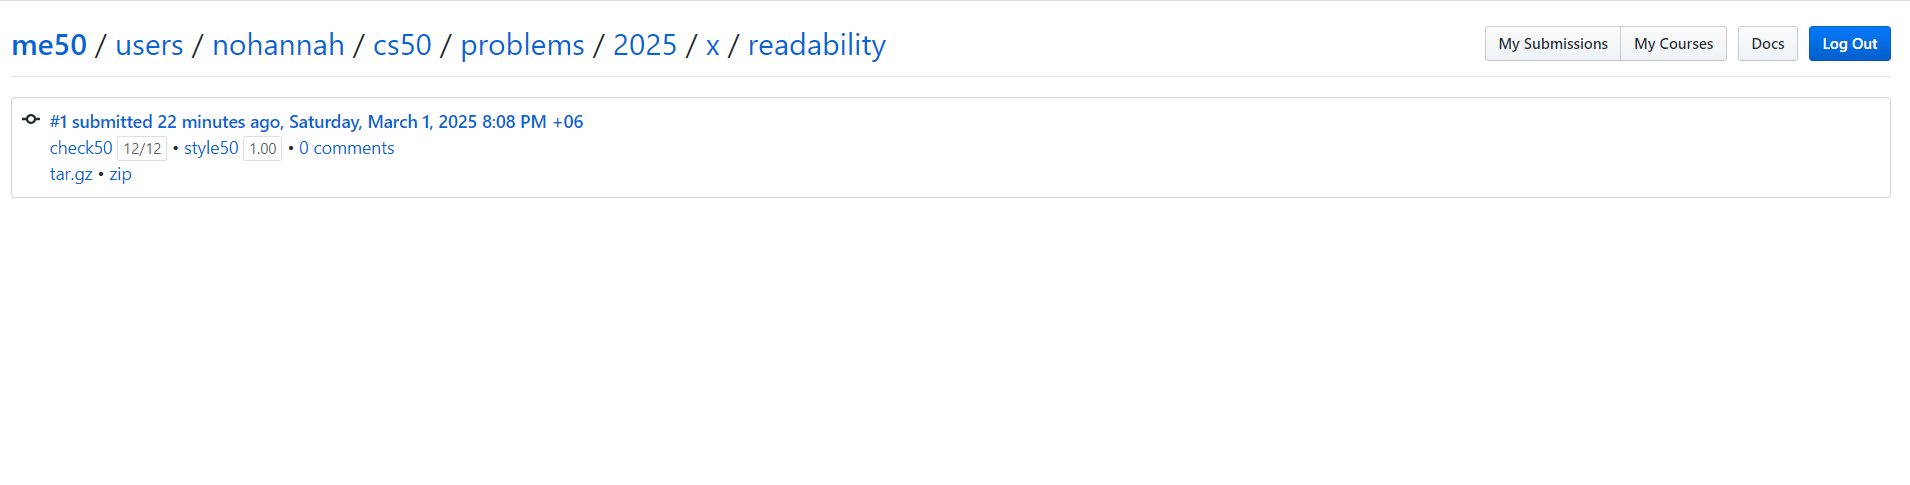 me50 / users / nohannah / cs50 / problems / 2025 / x / readability
My Submissions My Courses Docs Log Out
#1 submitted 22 minutes ago, Saturday, March 1, 2025 8:08 PM +06
check50 12/12 • style50 1.00 • 0 comments
tar.gz • zip